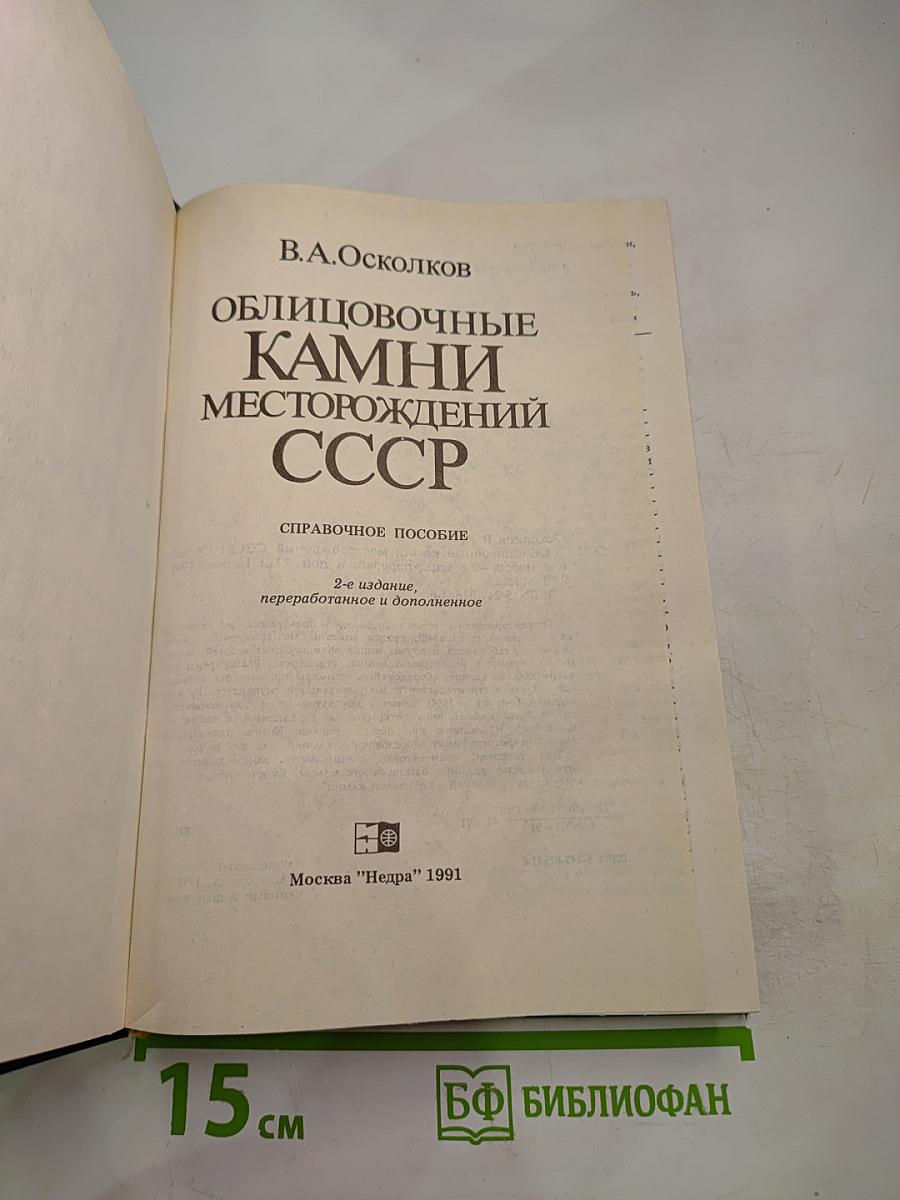 В.А.Осколков
ОБЛИЦОВОЧНЫЕ
КАМНИ
МЕСТОРОЖДЕНИЙ
СССР
СПРАВОЧНОЕ ПОСОБИЕ
2-е издание,
переработанное и дополненное
Москва "Недра" 1991
15 см
БФ БИБЛИОФАН